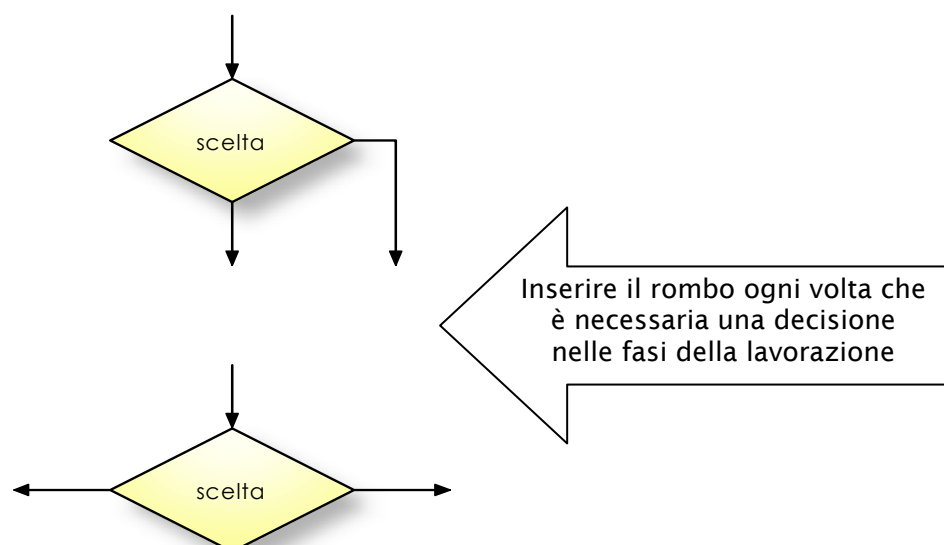 scelta
Inserire il rombo ogni volta che
è necessaria una decisione
nelle fasi della lavorazione
scelta